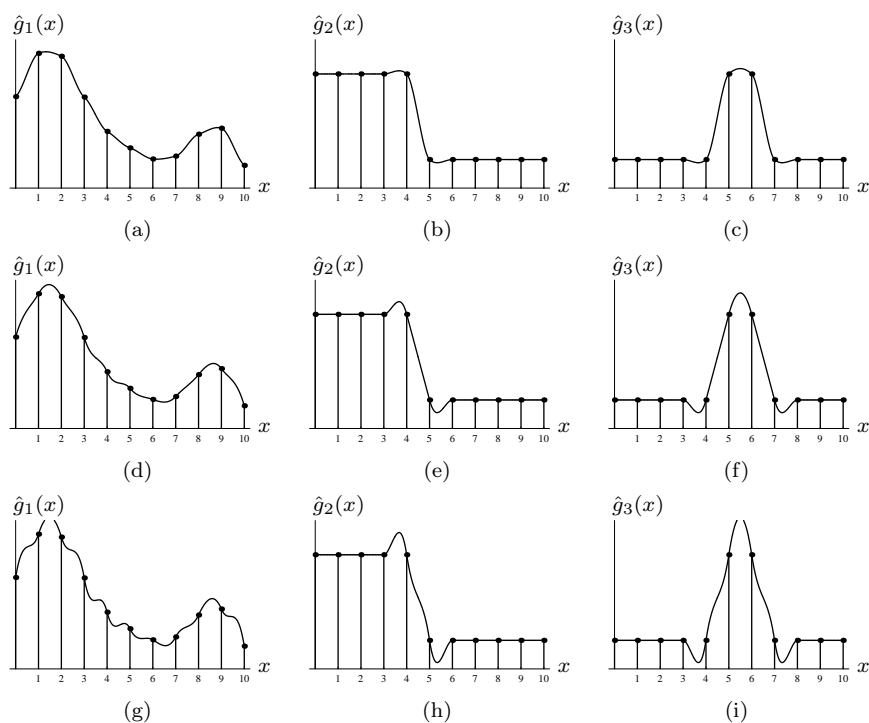 ĝ₁(x) ĝ₂(x) ĝ₃(x)
x x x
1 2 3 4 5 6 7 8 9 10 1 2 3 4 5 6 7 8 9 10 1 2 3 4 5 6 7 8 9 10
(a) (b) (c)
ĝ₁(x) ĝ₂(x) ĝ₃(x)
x x x
1 2 3 4 5 6 7 8 9 10 1 2 3 4 5 6 7 8 9 10 1 2 3 4 5 6 7 8 9 10
(d) (e) (f)
ĝ₁(x) ĝ₂(x) ĝ₃(x)
x x x
1 2 3 4 5 6 7 8 9 10 1 2 3 4 5 6 7 8 9 10 1 2 3 4 5 6 7 8 9 10
(g) (h) (i)